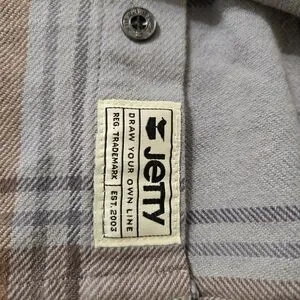 Jetty
DRAW YOUR OWN LINE
REG. TRADEMARK
EST. 2003